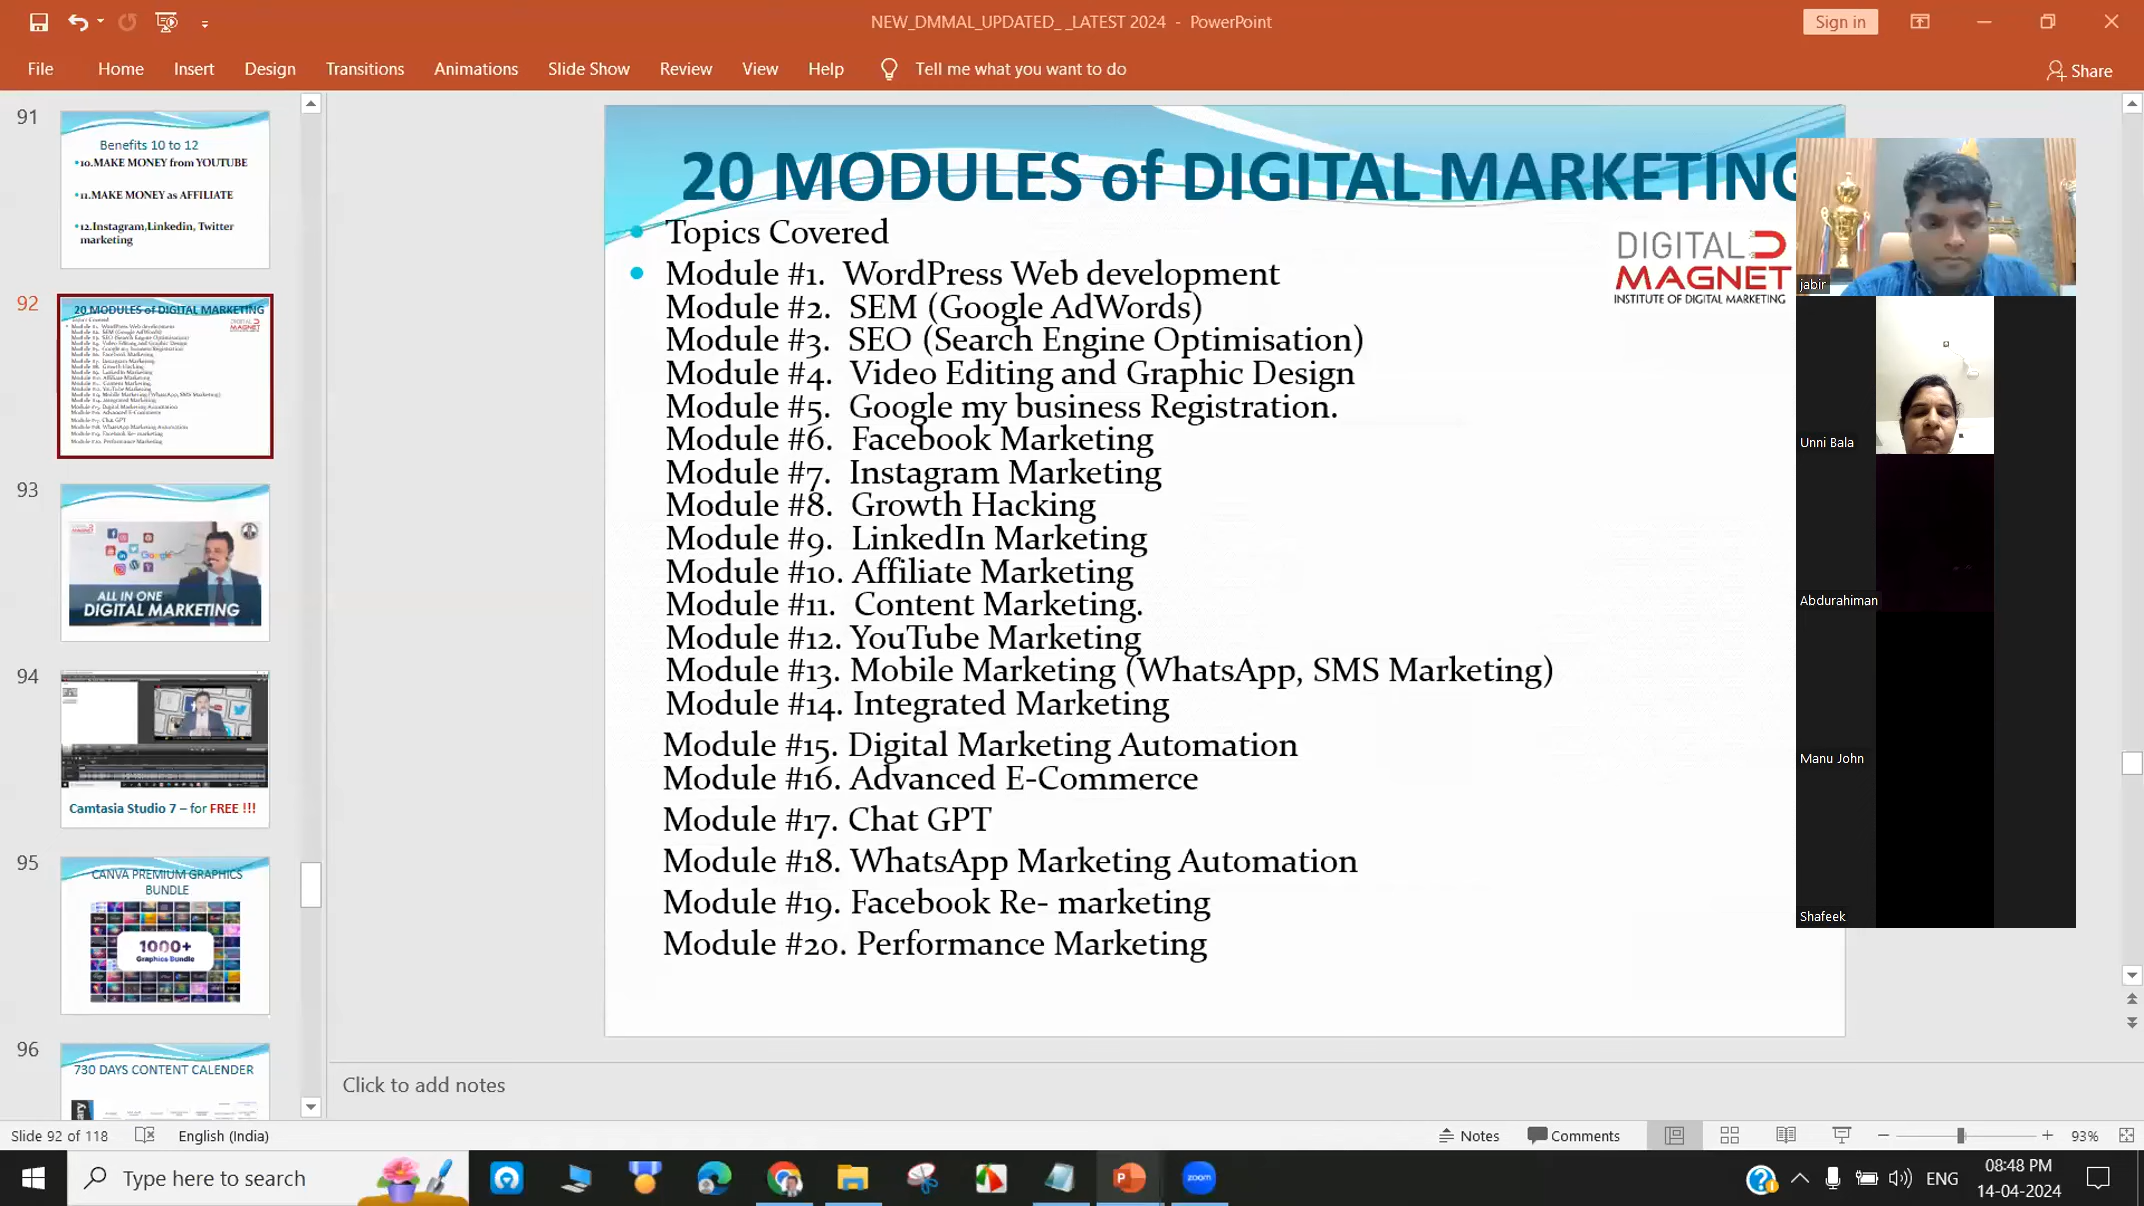 NEW_DMMAL_UPDATED_ _LATEST 2024 - PowerPoint
Sign in
File Home Insert Design Transitions Animations Slide Show Review View Help Tell me what you want to do
Share
91
Benefits 10 to 12
10.MAKE MONEY from YOUTUBE
11.MAKE MONEY as AFFILIATE
12.Instagram,Linkedin, Twitter
marketing
92
20 MODULES of DIGITAL MARKETING
93
ALL IN ONE
DIGITAL MARKETING
94
Camtasia Studio 7 – for FREE !!!
95
CANVA PREMIUM GRAPHICS
BUNDLE
1000+
Graphics Bundle
96
730 DAYS CONTENT CALENDER
20 MODULES of DIGITAL MARKETING
DIGITAL
MAGNET
INSTITUTE OF DIGITAL MARKETING
Topics Covered
Module #1. WordPress Web development
Module #2. SEM (Google AdWords)
Module #3. SEO (Search Engine Optimisation)
Module #4. Video Editing and Graphic Design
Module #5. Google my business Registration.
Module #6. Facebook Marketing
Module #7. Instagram Marketing
Module #8. Growth Hacking
Module #9. LinkedIn Marketing
Module #10. Affiliate Marketing
Module #11. Content Marketing.
Module #12. YouTube Marketing
Module #13. Mobile Marketing (WhatsApp, SMS Marketing)
Module #14. Integrated Marketing
Module #15. Digital Marketing Automation
Module #16. Advanced E-Commerce
Module #17. Chat GPT
Module #18. WhatsApp Marketing Automation
Module #19. Facebook Re- marketing
Module #20. Performance Marketing
jabir
Unni Bala
Abdurahiman
Manu John
Shafeek
Click to add notes
Slide 92 of 118 English (India)
Notes Comments 93%
Type here to search
zoom
ENG
08:48 PM
14-04-2024